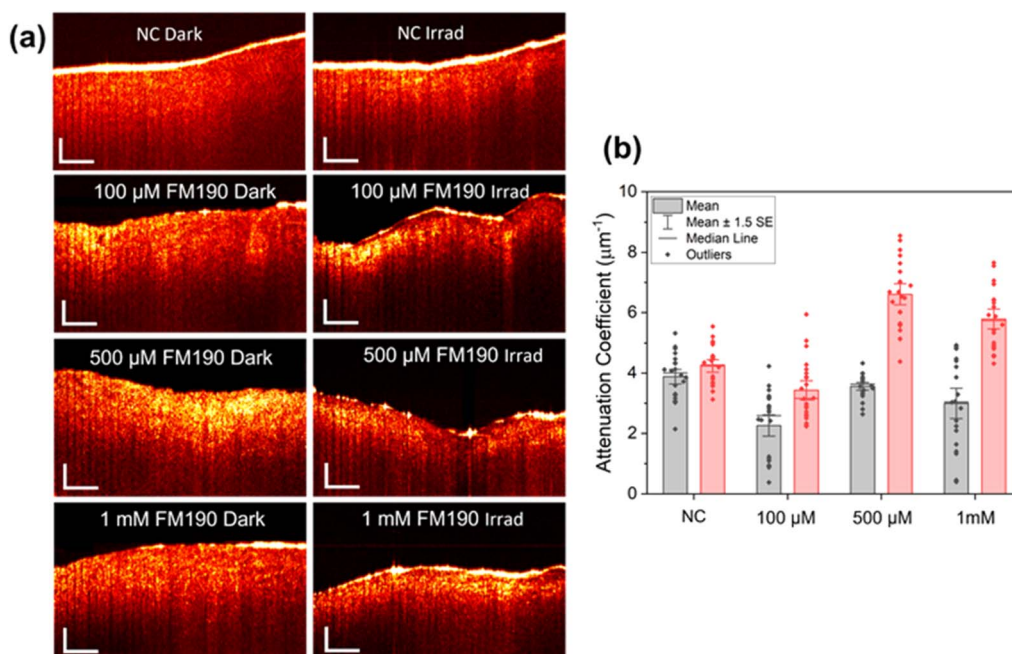 (a)
NC Dark
NC Irrad
100 µM FM190 Dark
100 µM FM190 Irrad
500 µM FM190 Dark
500 µM FM190 Irrad
1 mM FM190 Dark
1 mM FM190 Irrad
(b)
Attenuation Coefficient (µm⁻¹)
10
8
6
4
2
0
Mean
Mean ± 1.5 SE
Median Line
Outliers
NC
100 µM
500 µM
1mM